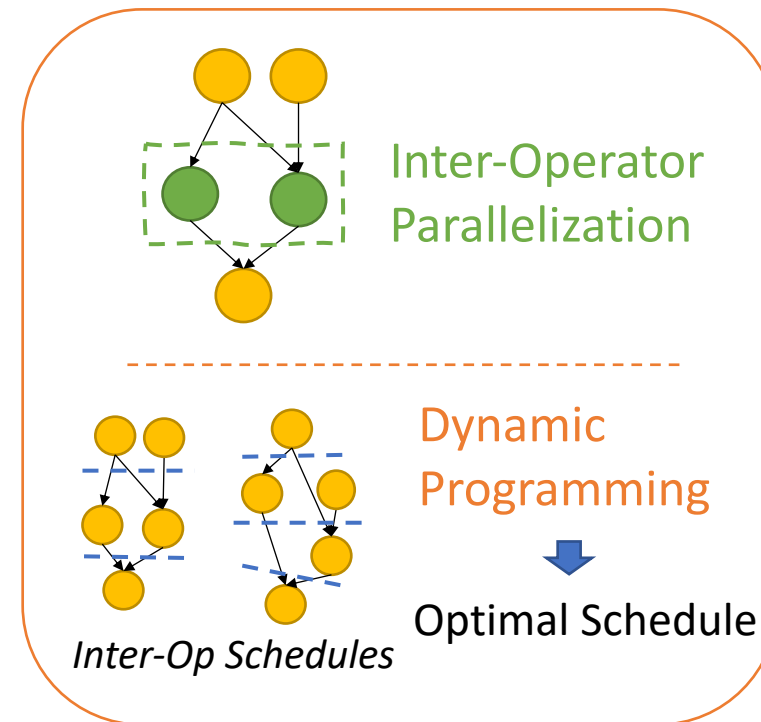 Inter-Operator
Parallelization
Dynamic
Programming
Optimal Schedule
Inter-Op Schedules